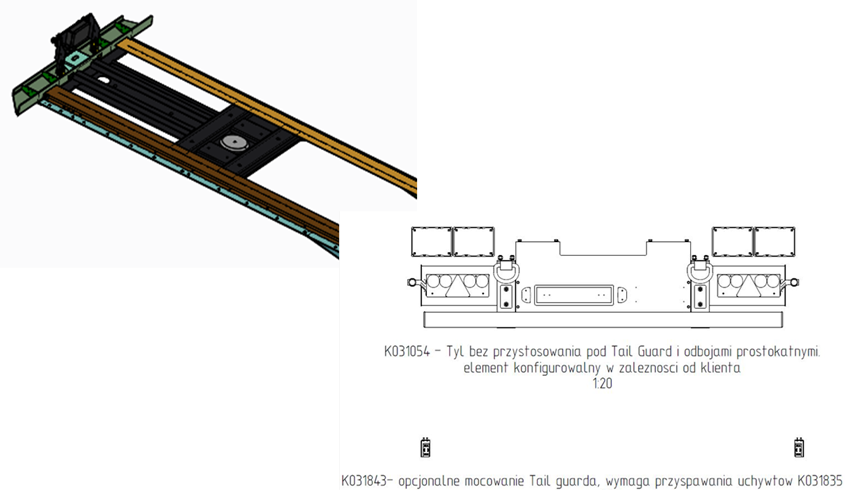 K031054 - Tyl bez przystosowania pod Tail Guard i odbojami prostokatnymi.
element konfigurowalny w zaleznosci od klienta
1:20
K031843- opcjonalne mocowanie Tail guarda, wymaga przyspawania uchywtow K031835